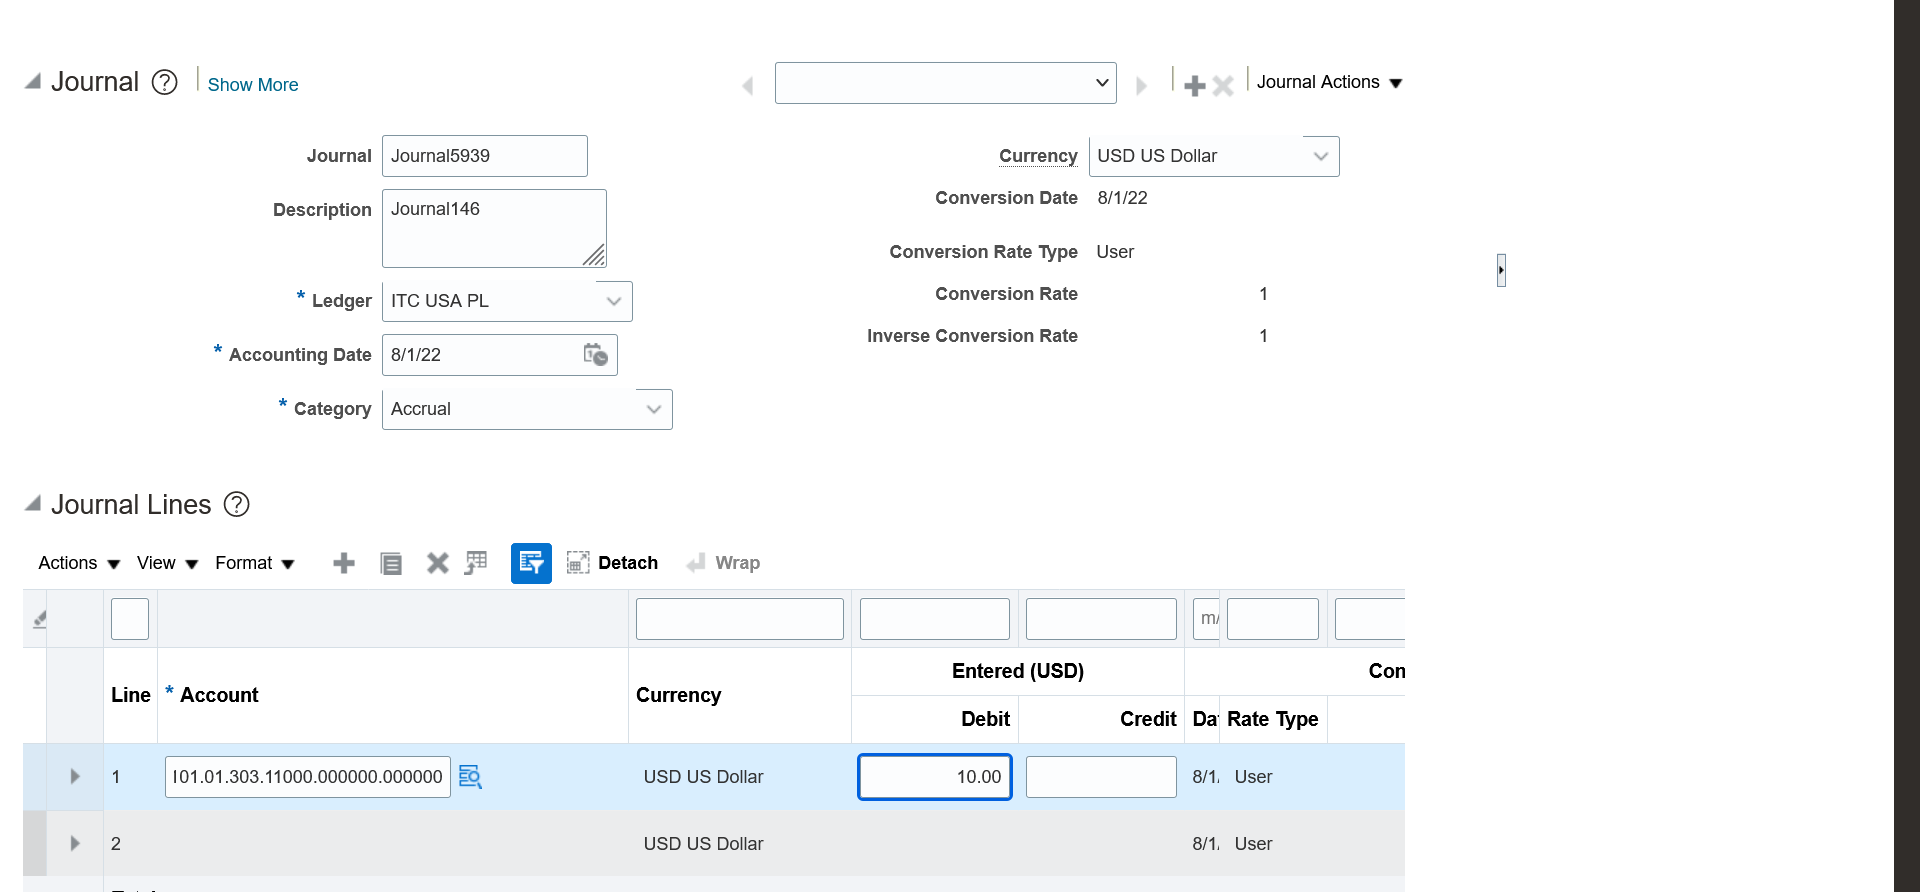 Journal ? Show More Journal Actions
Journal Journal5939 Currency USD US Dollar
Description Journal146 Conversion Date 8/1/22
Conversion Rate Type User
* Ledger ITC USA PL Conversion Rate 1
Inverse Conversion Rate 1
* Accounting Date 8/1/22
* Category Accrual
Journal Lines ?
Actions View Format Detach Wrap
m/
Line * Account Currency Entered (USD) Con
Debit Credit Da Rate Type
1 101.01.303.11000.000000.000000 USD US Dollar 10.00 8/1/ User
2 USD US Dollar 8/1/ User